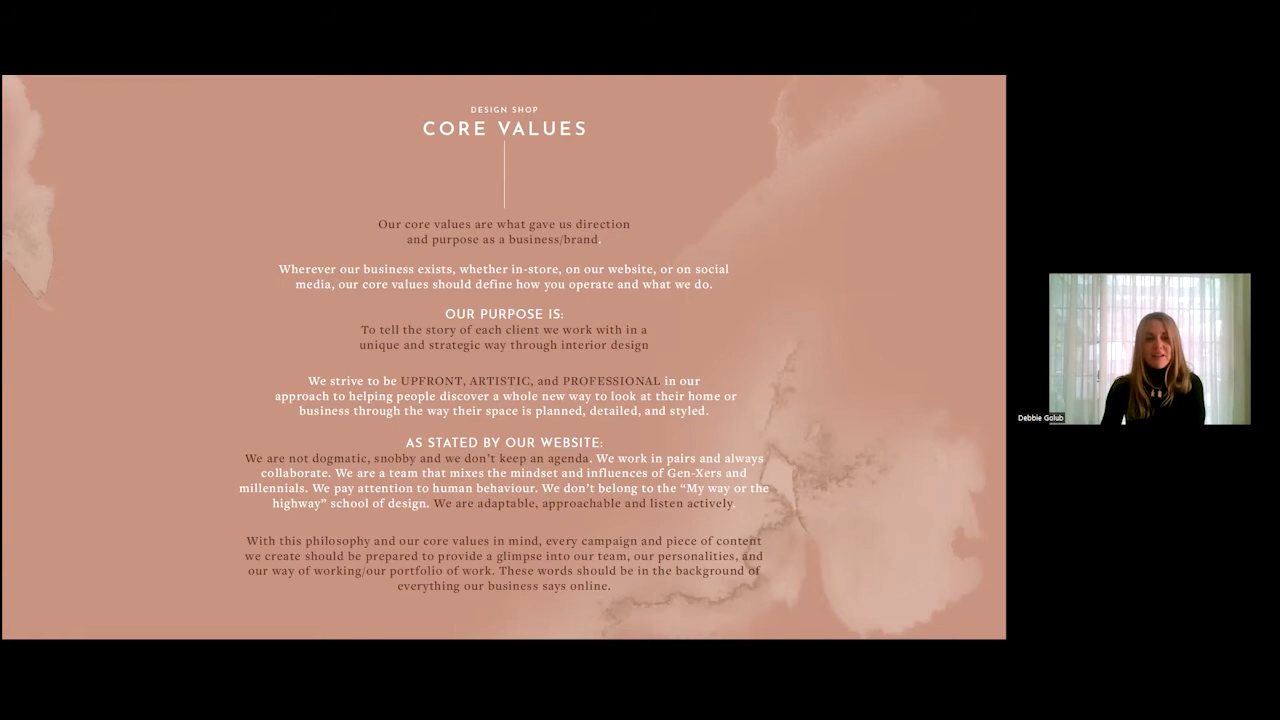 DESIGN SHOP
CORE VALUES
Our core values are what gave us direction
and purpose as a business/brand.
Wherever our business exists, whether in-store, on our website, or on social
media, our core values should define how you operate and what we do.
OUR PURPOSE IS:
To tell the story of each client we work with in a
unique and strategic way through interior design
We strive to be UPFRONT, ARTISTIC, and PROFESSIONAL in our
approach to helping people discover a whole new way to look at their home or
business through the way their space is planned, detailed, and styled.
AS STATED BY OUR WEBSITE:
We are not dogmatic, snobby and we don't keep an agenda. We work in pairs and always
collaborate. We are a team that mixes the mindset and influences of Gen-Xers and
millennials. We pay attention to human behaviour. We don't belong to the “My way or the
highway” school of design. We are adaptable, approachable and listen actively.
With this philosophy and our core values in mind, every campaign and piece of content
we create should be prepared to provide a glimpse into our team, our personalities, and
our way of working/our portfolio of work. These words should be in the background of
everything our business says online.
Debbie Golub